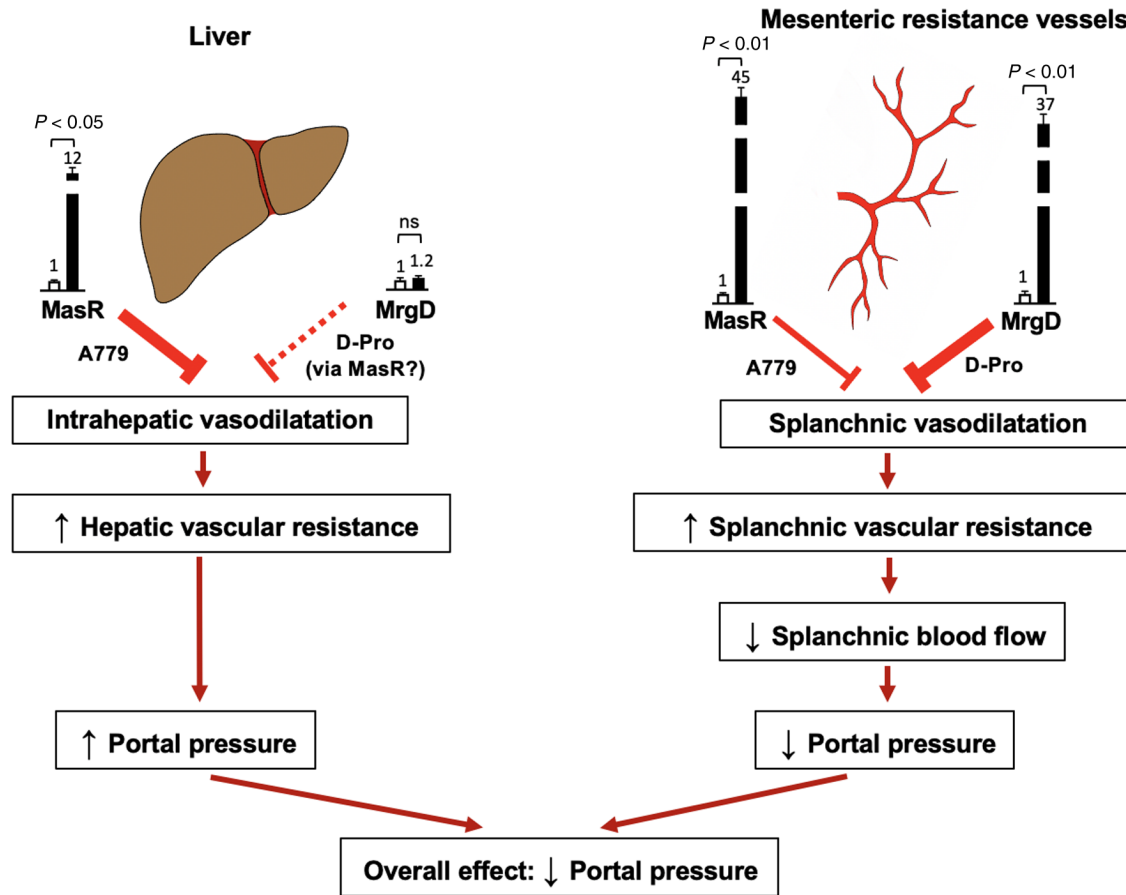 Liver
P < 0.05
12
1
MasR
A779
ns
1
1.2
MrgD
D-Pro
(via MasR?)
Intrahepatic vasodilatation
↑ Hepatic vascular resistance
↑ Portal pressure
Mesenteric resistance vessels
P < 0.01
45
1
MasR
A779
P < 0.01
37
1
MrgD
D-Pro
Splanchnic vasodilatation
↑ Splanchnic vascular resistance
↓ Splanchnic blood flow
↓ Portal pressure
Overall effect: ↓ Portal pressure